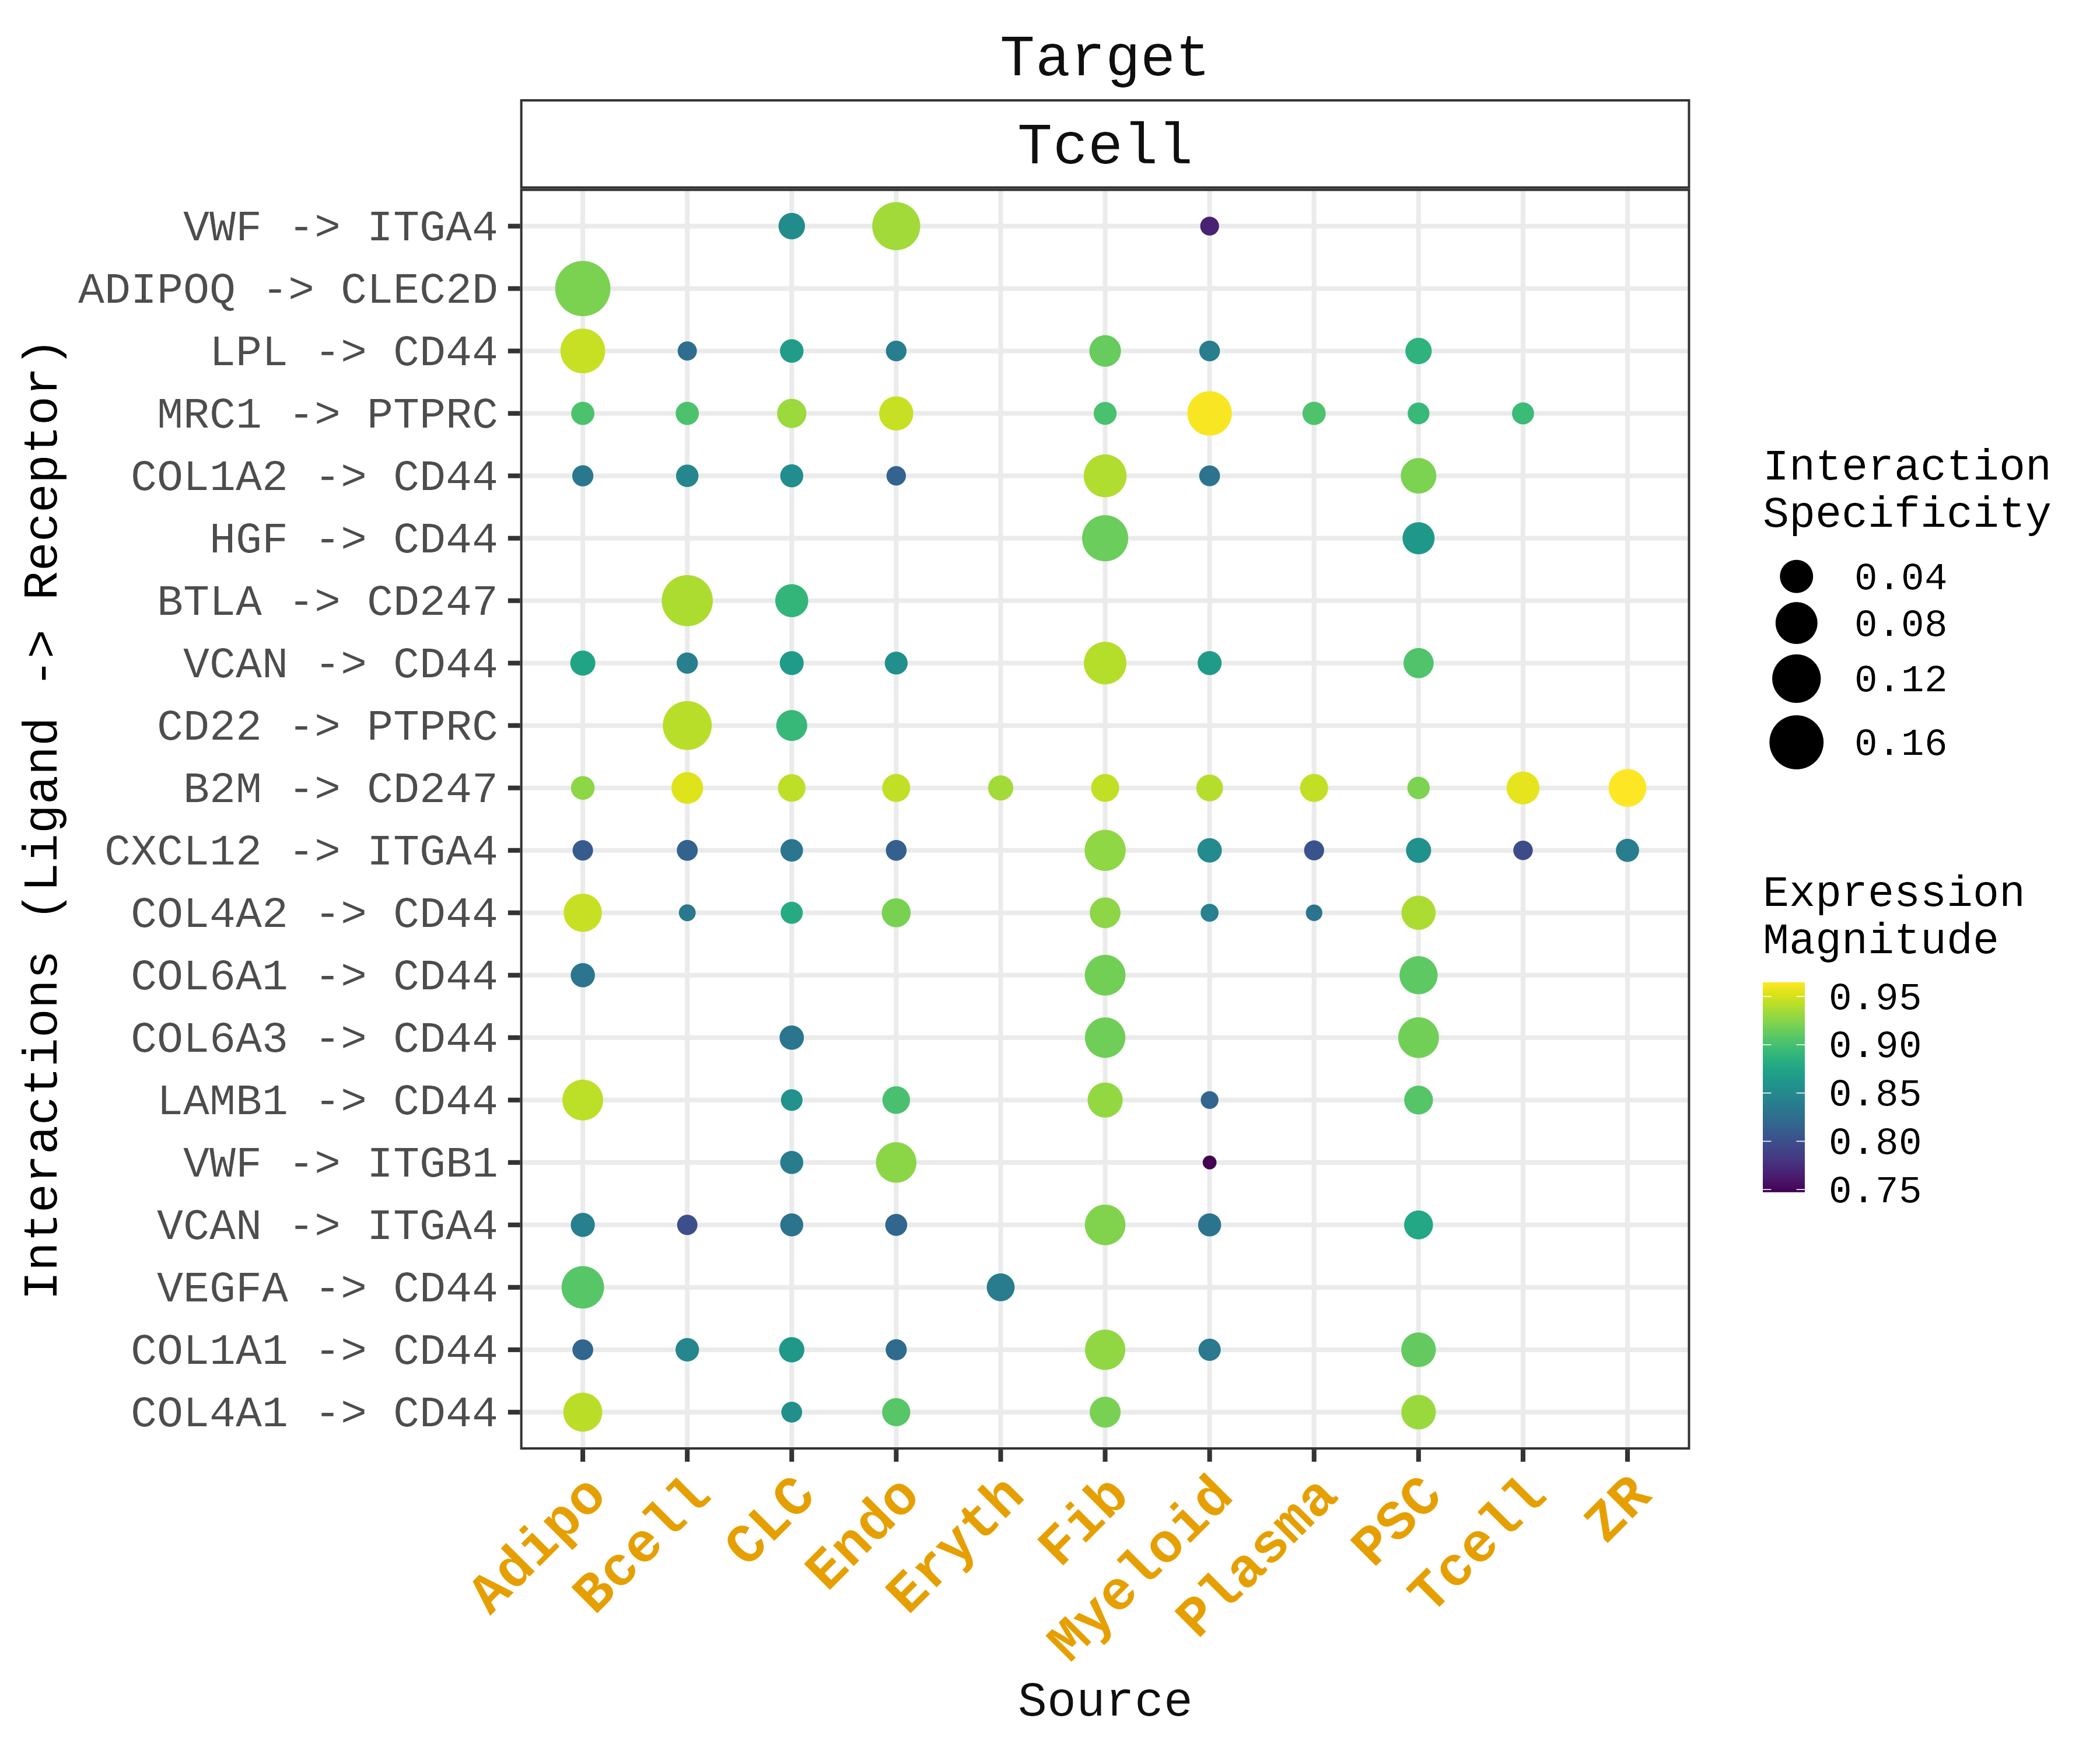 Target
Tcell
Interactions (Ligand -> Receptor)
VWF -> ITGA4
ADIPOQ -> CLEC2D
LPL -> CD44
MRC1 -> PTPRC
COL1A2 -> CD44
HGF -> CD44
BTLA -> CD247
VCAN -> CD44
CD22 -> PTPRC
B2M -> CD247
CXCL12 -> ITGA4
COL4A2 -> CD44
COL6A1 -> CD44
COL6A3 -> CD44
LAMB1 -> CD44
VWF -> ITGB1
VCAN -> ITGA4
VEGFA -> CD44
COL1A1 -> CD44
COL4A1 -> CD44
Adipo
Bcell
CLC
Endo
Eryth
Fib
Myeloid
Plasma
PSC
Tcell
ZR
Source
Interaction
Specificity
0.04
0.08
0.12
0.16
Expression
Magnitude
0.95
0.90
0.85
0.80
0.75